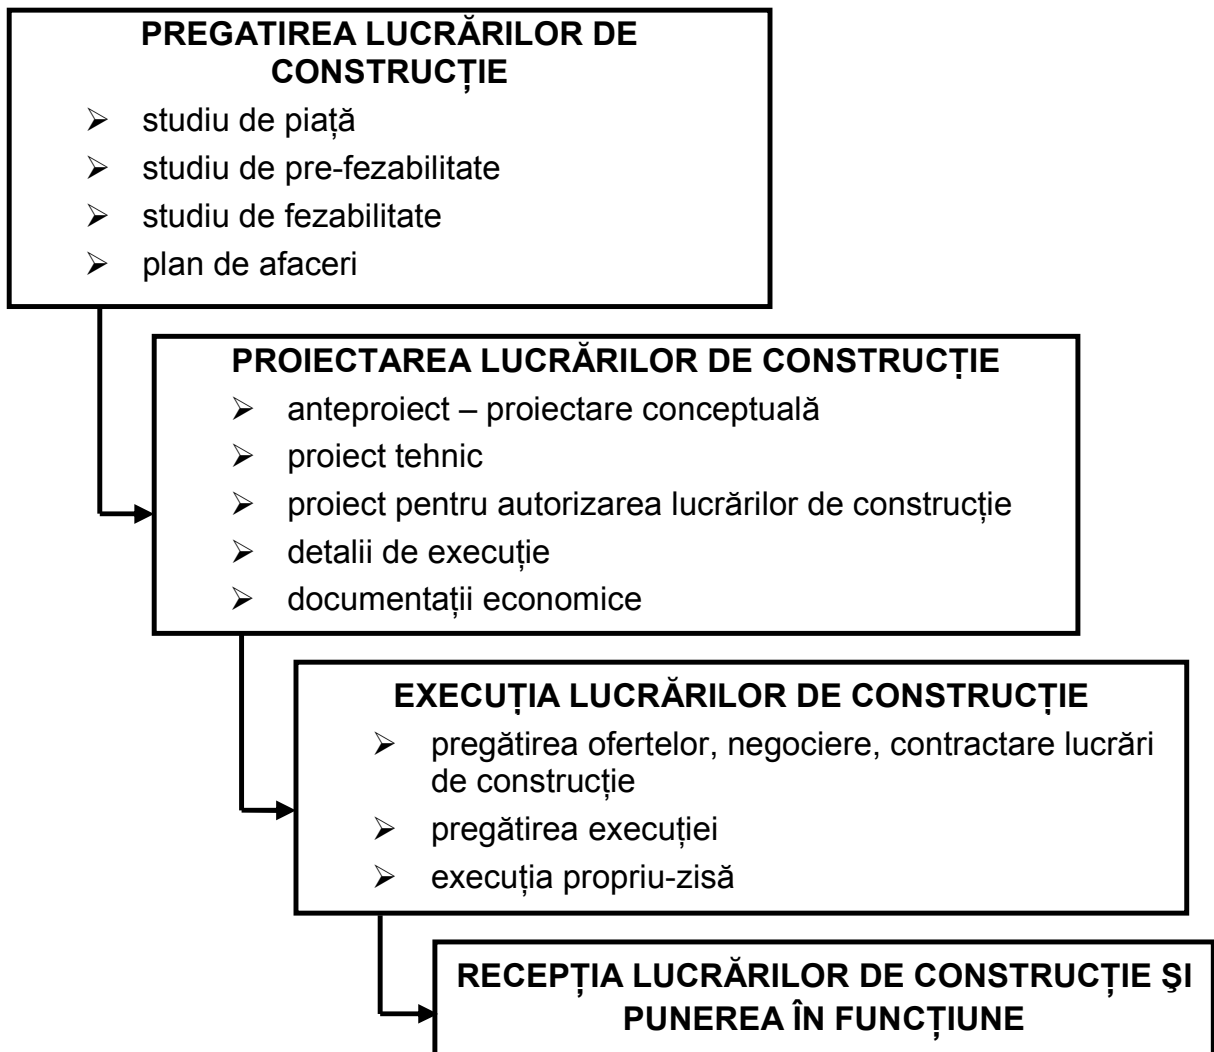 PREGATIREA LUCRĂRILOR DE
CONSTRUCȚIE
➢ studiu de piață
➢ studiu de pre-fezabilitate
➢ studiu de fezabilitate
➢ plan de afaceri
PROIECTAREA LUCRĂRILOR DE CONSTRUCȚIE
➢ anteproiect – proiectare conceptuală
➢ proiect tehnic
➢ proiect pentru autorizarea lucrărilor de construcție
➢ detalii de execuție
➢ documentații economice
EXECUȚIA LUCRĂRILOR DE CONSTRUCȚIE
➢ pregătirea ofertelor, negociere, contractare lucrări
de construcție
➢ pregătirea execuției
➢ execuția propriu-zisă
RECEPȚIA LUCRĂRILOR DE CONSTRUCȚIE ŞI
PUNEREA ÎN FUNCȚIUNE